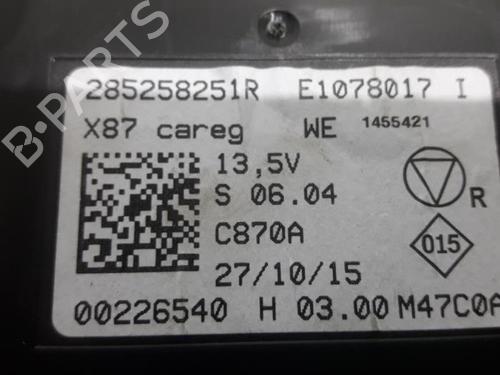 285258251R E1078017 I
X87 careg WE 1455421
13,5V
S 06.04
R
C870A
015
27/10/15
00226540 H 03.00 M47C0A
B-PARTS